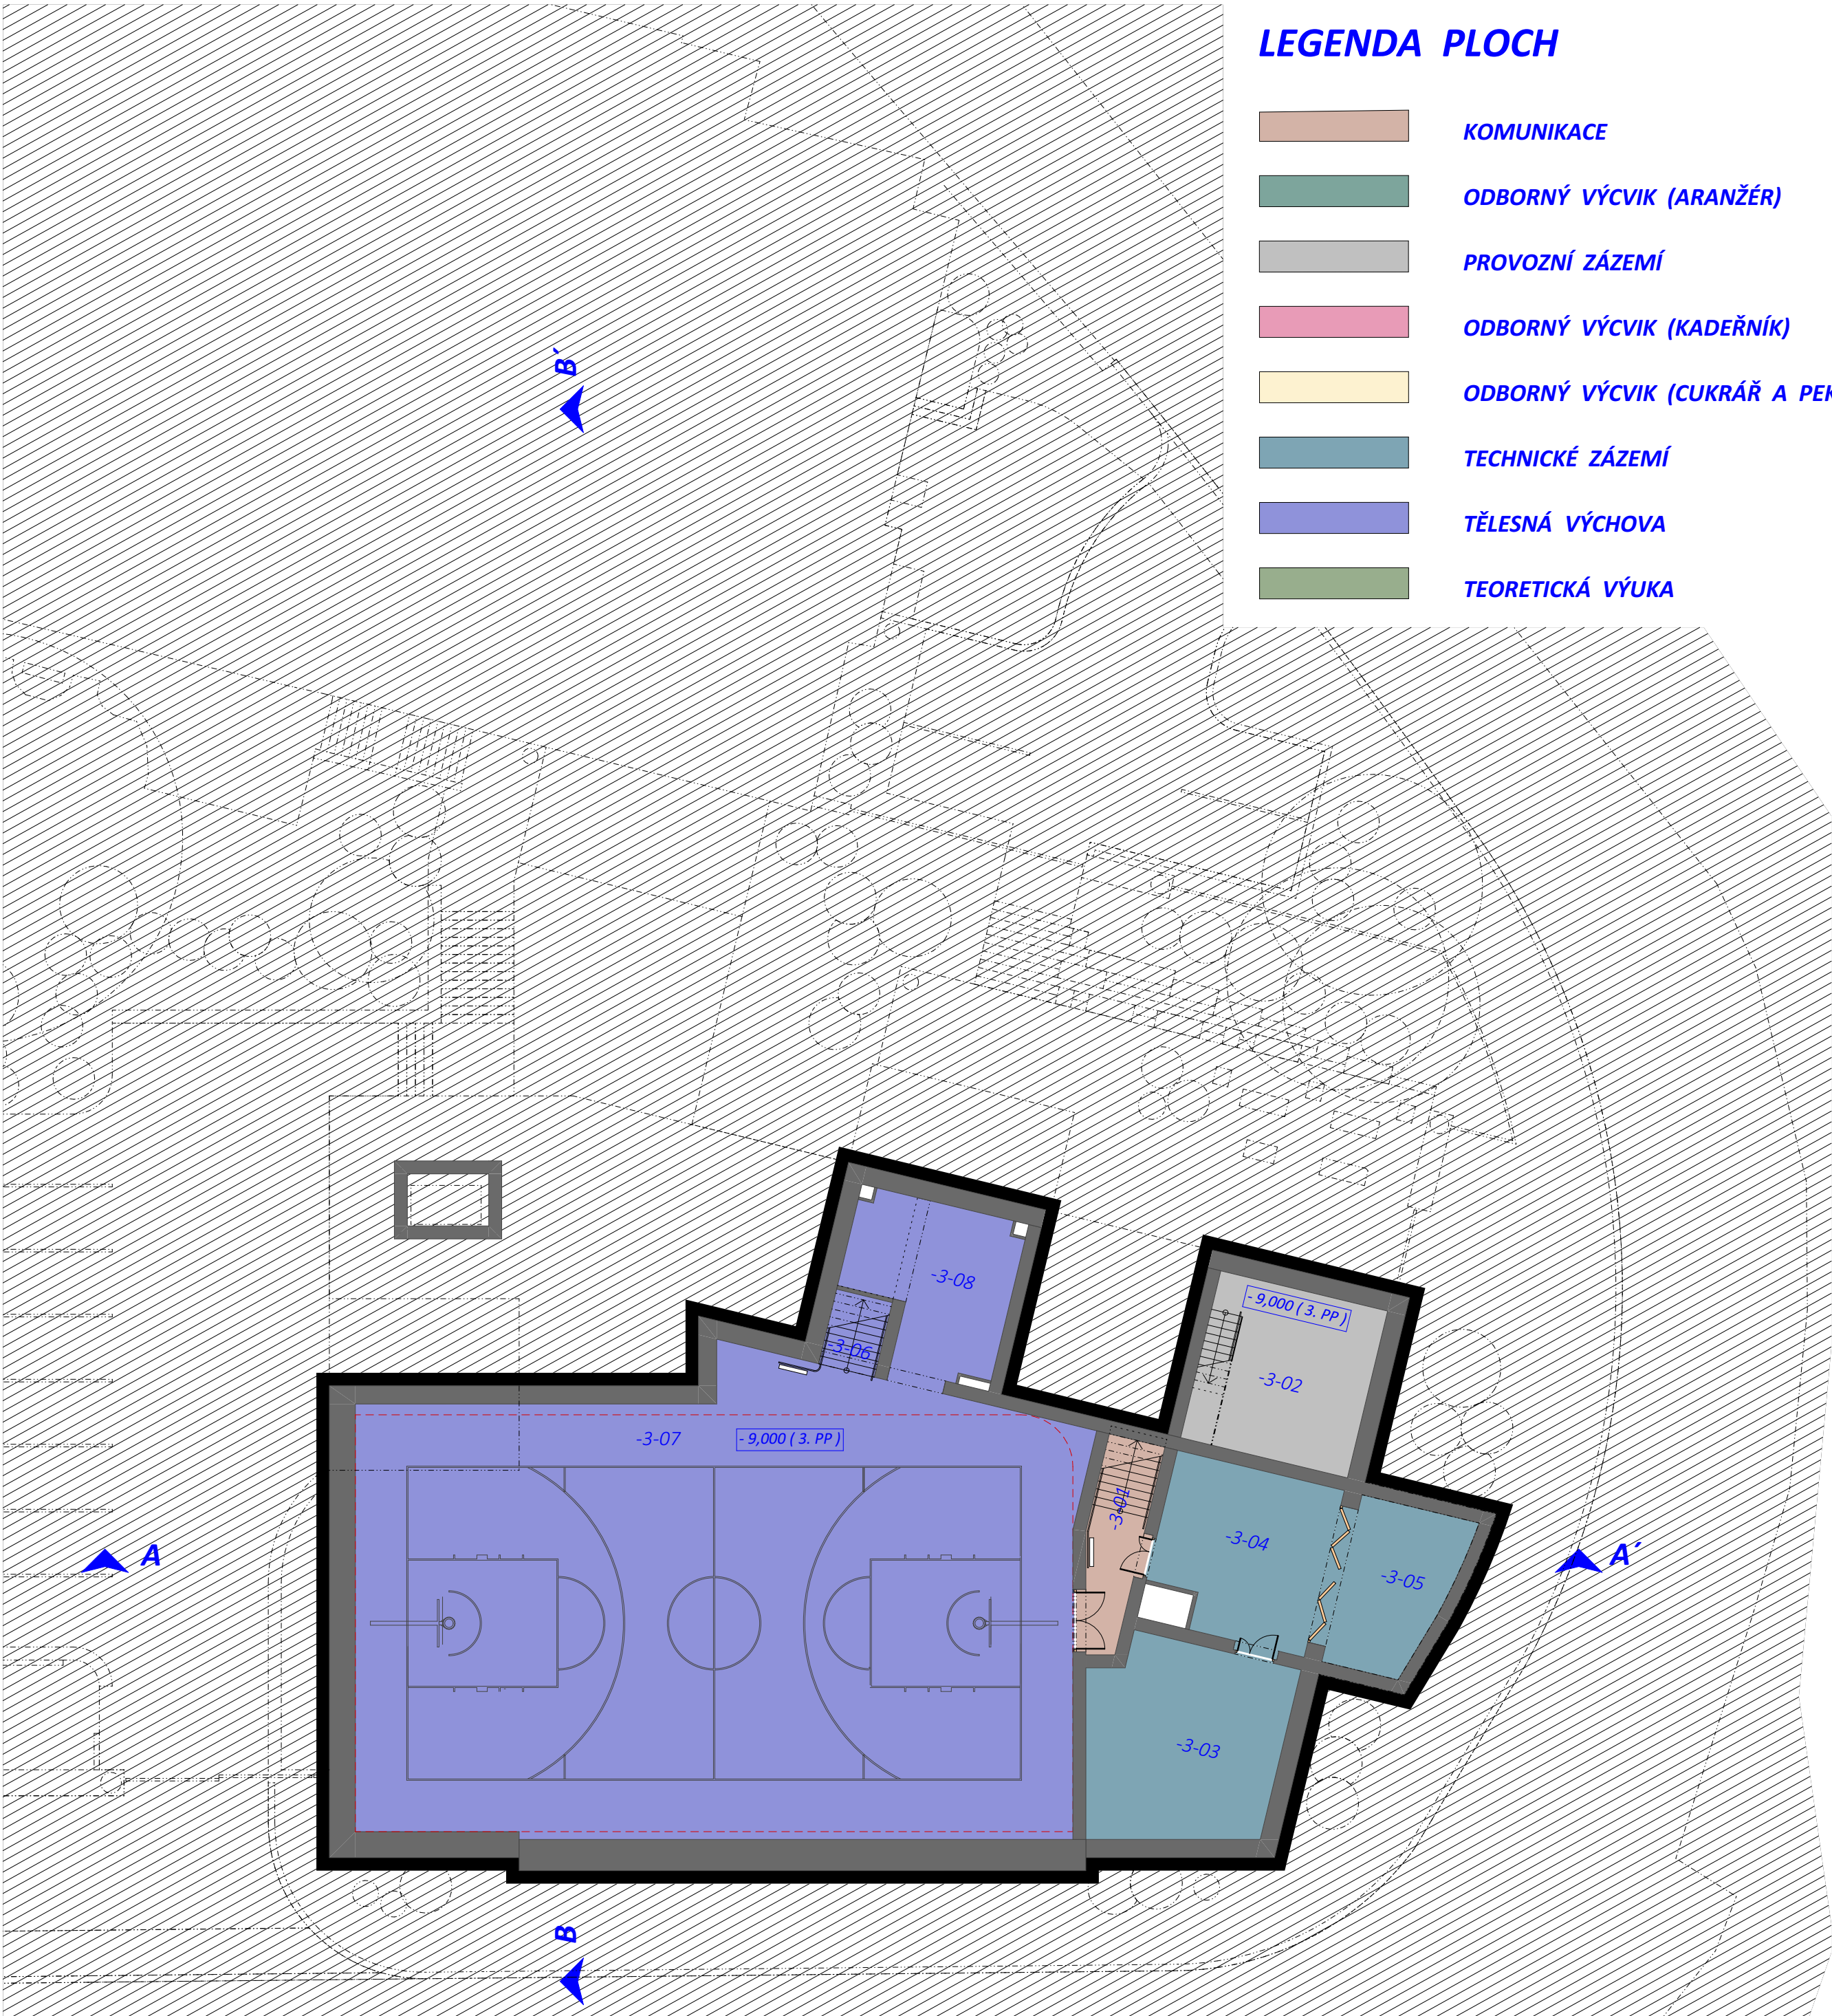 LEGENDA PLOCH
KOMUNIKACE
ODBORNÝ VÝCVIK (ARANŽÉR)
PROVOZNÍ ZÁZEMÍ
ODBORNÝ VÝCVIK (KADEŘNÍK)
ODBORNÝ VÝCVIK (CUKRÁŘ A
TECHNICKÉ ZÁZEMÍ
TĚLESNÁ VÝCHOVA
TEORETICKÁ VÝUKA
B´
-3-08
- 9,000 ( 3. PP )
-3-06
-3-02
-3-07
- 9,000 ( 3. PP )
-3-01
-3-04
A
A´
-3-05
-3-03
B